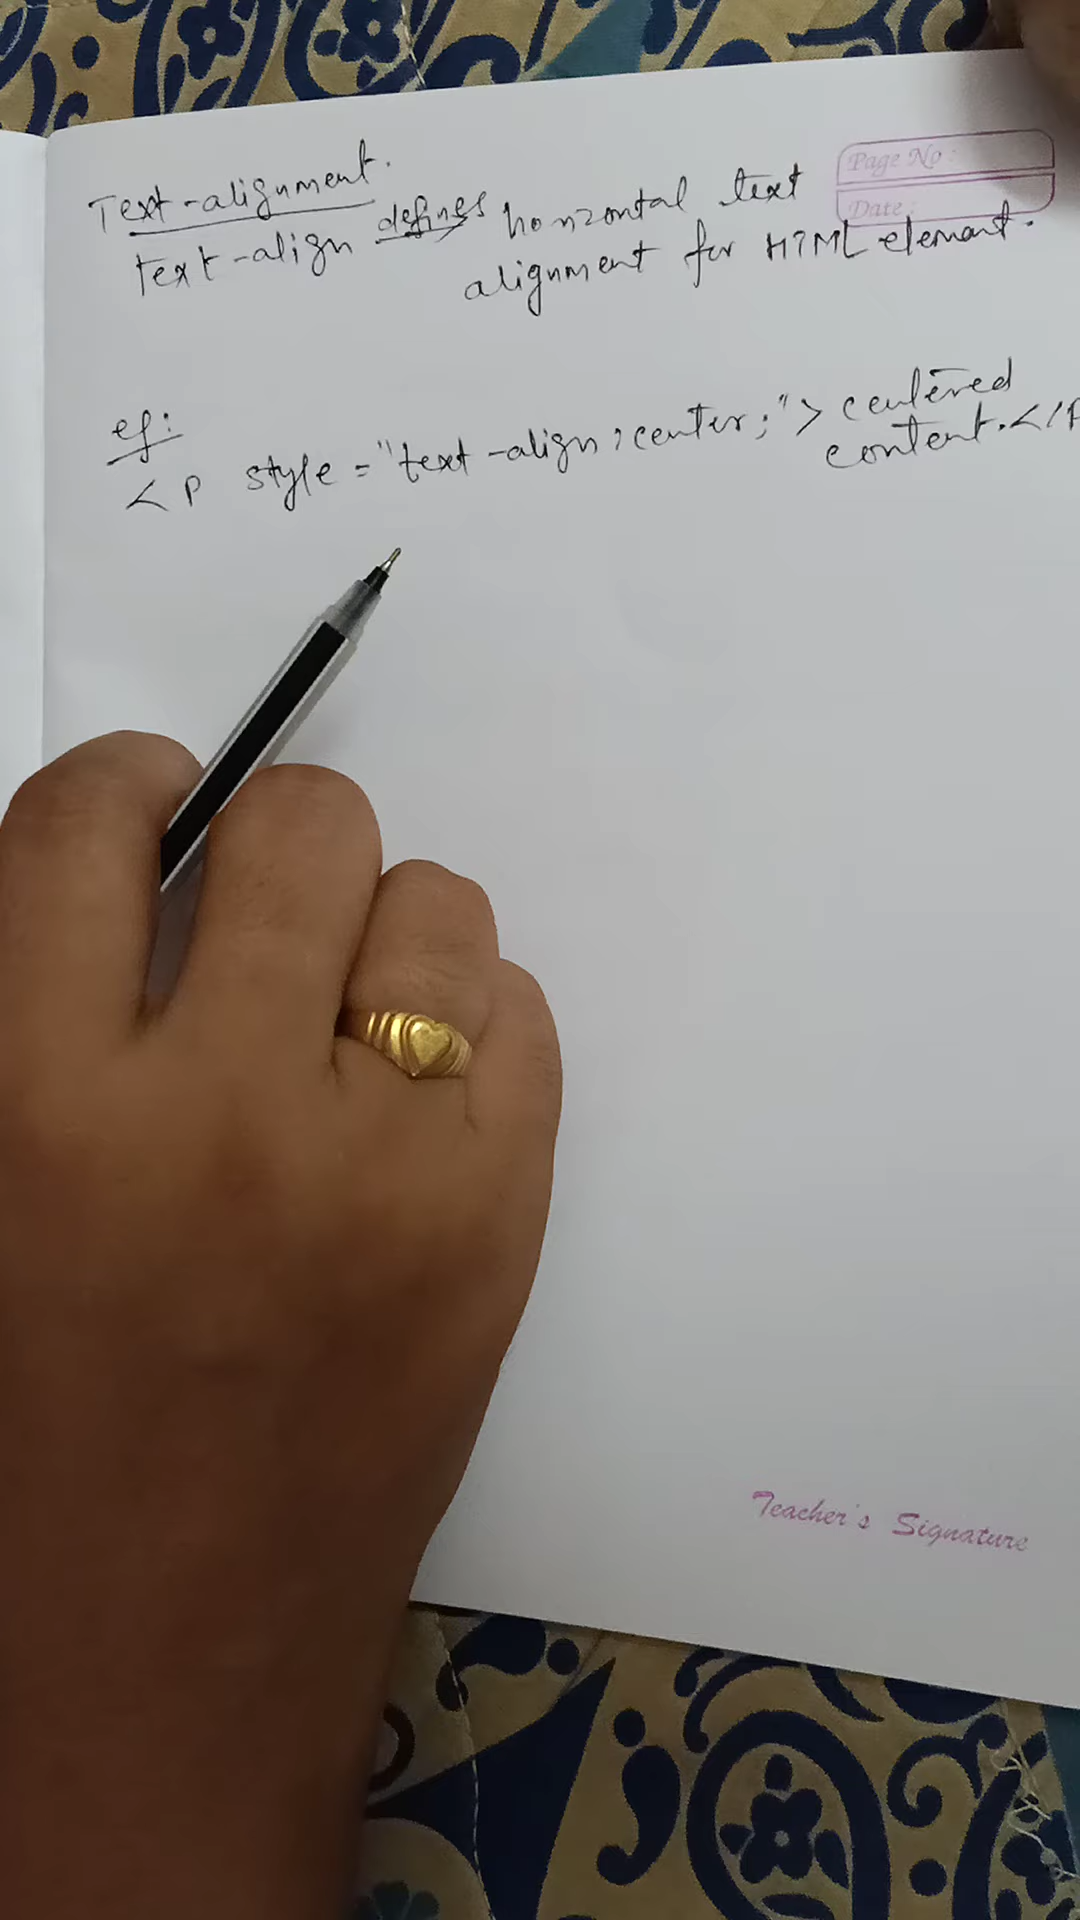 Text-alignment.
Page No :
Date :
text-align defines horizontal text
alignment for HTML element.
eg:
<p style="text-align:center;"> centered
content.</p
Teacher's Signature